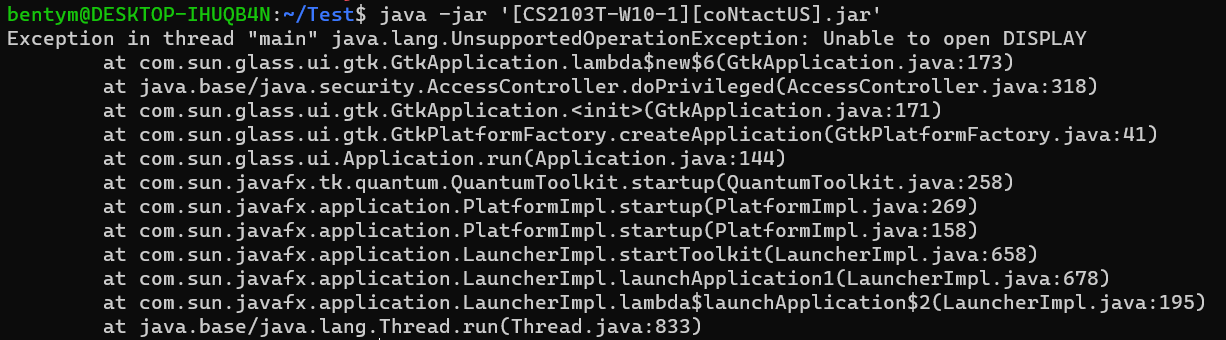 bentym@DESKTOP-IHUQB4N:~/Test$ java -jar '[CS2103T-W10-1][coNtactUS].jar'
Exception in thread "main" java.lang.UnsupportedOperationException: Unable to open DISPLAY
        at com.sun.glass.ui.gtk.GtkApplication.lambda$new$6(GtkApplication.java:173)
        at java.base/java.security.AccessController.doPrivileged(AccessController.java:318)
        at com.sun.glass.ui.gtk.GtkApplication.<init>(GtkApplication.java:171)
        at com.sun.glass.ui.gtk.GtkPlatformFactory.createApplication(GtkPlatformFactory.java:41)
        at com.sun.glass.ui.Application.run(Application.java:144)
        at com.sun.javafx.tk.quantum.QuantumToolkit.startup(QuantumToolkit.java:258)
        at com.sun.javafx.application.PlatformImpl.startup(PlatformImpl.java:269)
        at com.sun.javafx.application.PlatformImpl.startup(PlatformImpl.java:158)
        at com.sun.javafx.application.LauncherImpl.startToolkit(LauncherImpl.java:658)
        at com.sun.javafx.application.LauncherImpl.launchApplication1(LauncherImpl.java:678)
        at com.sun.javafx.application.LauncherImpl.lambda$launchApplication$2(LauncherImpl.java:195)
        at java.base/java.lang.Thread.run(Thread.java:833)